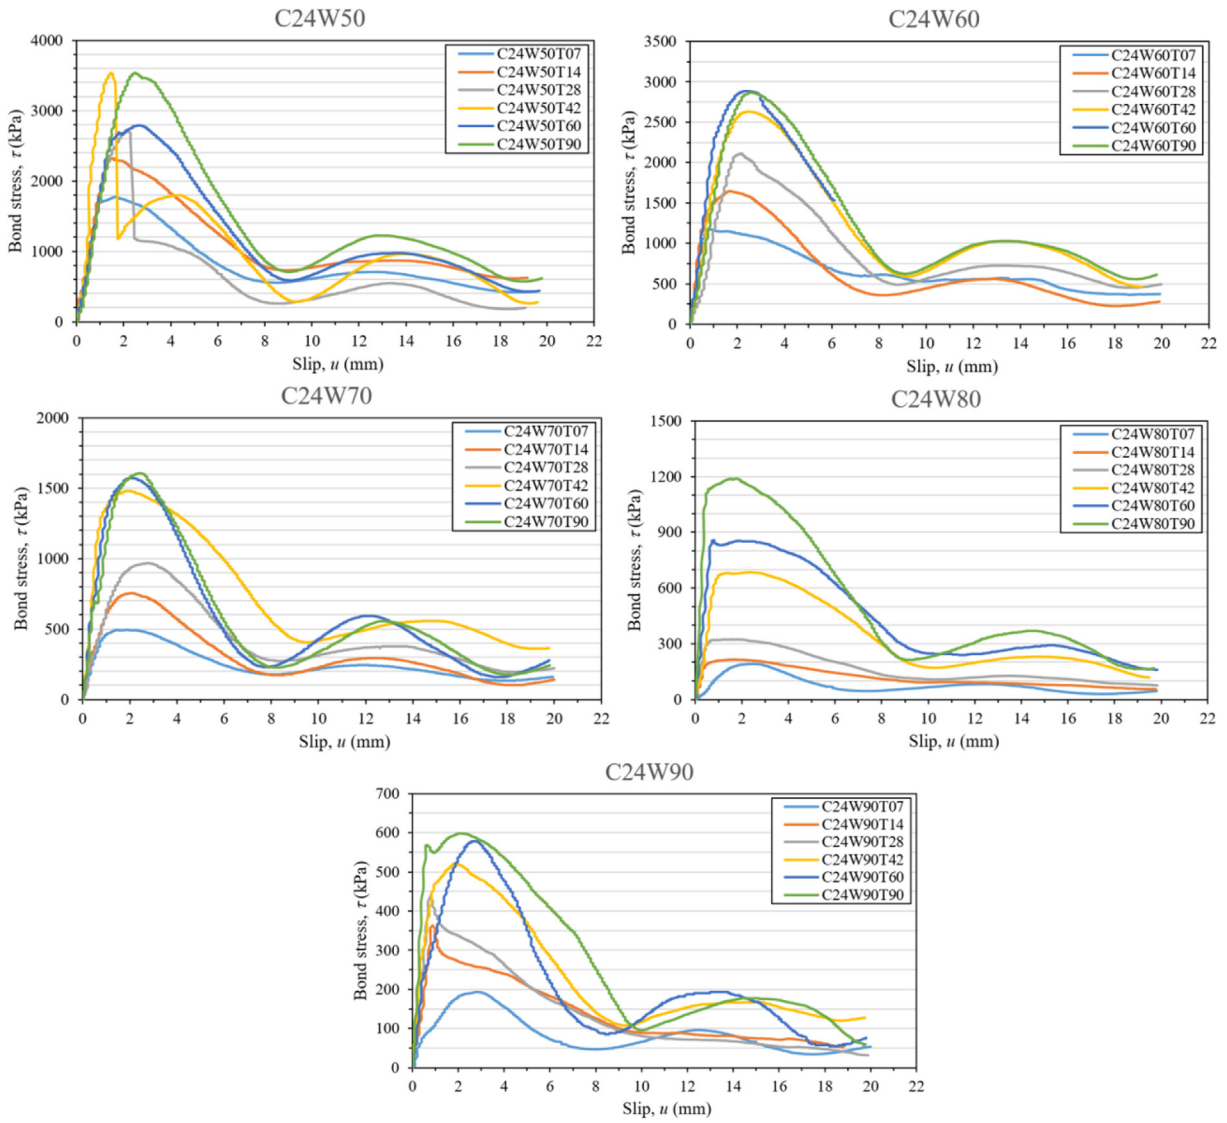 C24W50
Bond stress, τ (kPa)
4000
3500
3000
2500
2000
1500
1000
500
0
C24W50T07
C24W50T14
C24W50T28
C24W50T42
C24W50T60
C24W50T90
0 2 4 6 8 10 12 14 16 18 20 22
Slip, u (mm)
C24W60
Bond stress, τ (kPa)
3500
3000
2500
2000
1500
1000
500
0
C24W60T07
C24W60T14
C24W60T28
C24W60T42
C24W60T60
C24W60T90
0 2 4 6 8 10 12 14 16 18 20 22
Slip, u (mm)
C24W70
Bond stress, τ (kPa)
2000
1500
1000
500
0
C24W70T07
C24W70T14
C24W70T28
C24W70T42
C24W70T60
C24W70T90
0 2 4 6 8 10 12 14 16 18 20 22
Slip, u (mm)
C24W80
Bond stress, τ (kPa)
1500
1200
900
600
300
0
C24W80T07
C24W80T14
C24W80T28
C24W80T42
C24W80T60
C24W80T90
0 2 4 6 8 10 12 14 16 18 20 22
Slip, u (mm)
C24W90
Bond stress, τ (kPa)
700
600
500
400
300
200
100
0
C24W90T07
C24W90T14
C24W90T28
C24W90T42
C24W90T60
C24W90T90
0 2 4 6 8 10 12 14 16 18 20 22
Slip, u (mm)